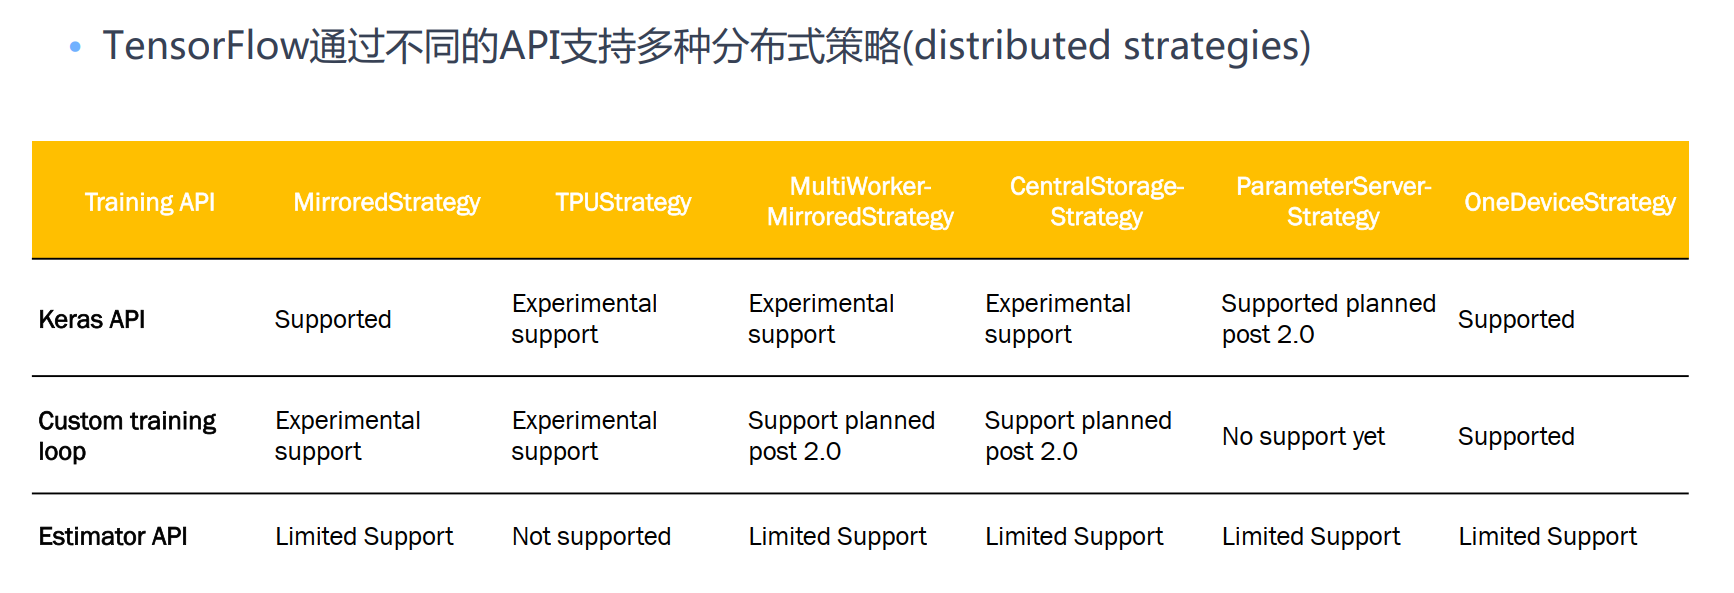 • TensorFlow通过不同的API支持多种分布式策略(distributed strategies)
Training API
MirroredStrategy
TPUStrategy
MultiWorker-
MirroredStrategy
CentralStorage-
Strategy
ParameterServer-
Strategy
OneDeviceStrategy
Keras API
Supported
Experimental
support
Experimental
support
Experimental
support
Supported planned
post 2.0
Supported
Custom training
loop
Experimental
support
Experimental
support
Support planned
post 2.0
Support planned
post 2.0
No support yet
Supported
Estimator API
Limited Support
Not supported
Limited Support
Limited Support
Limited Support
Limited Support